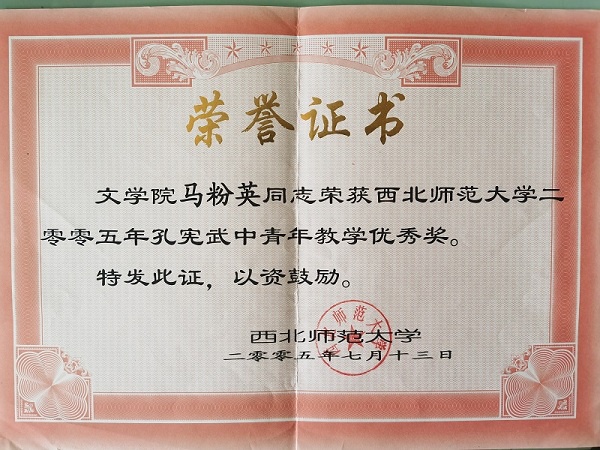 荣誉证书
文学院马粉英同志荣获西北师范大学二
零零五年孔宪武中青年教学优秀奖。
特发此证，以资鼓励。
西北师范大学
二零零五年七月十三日